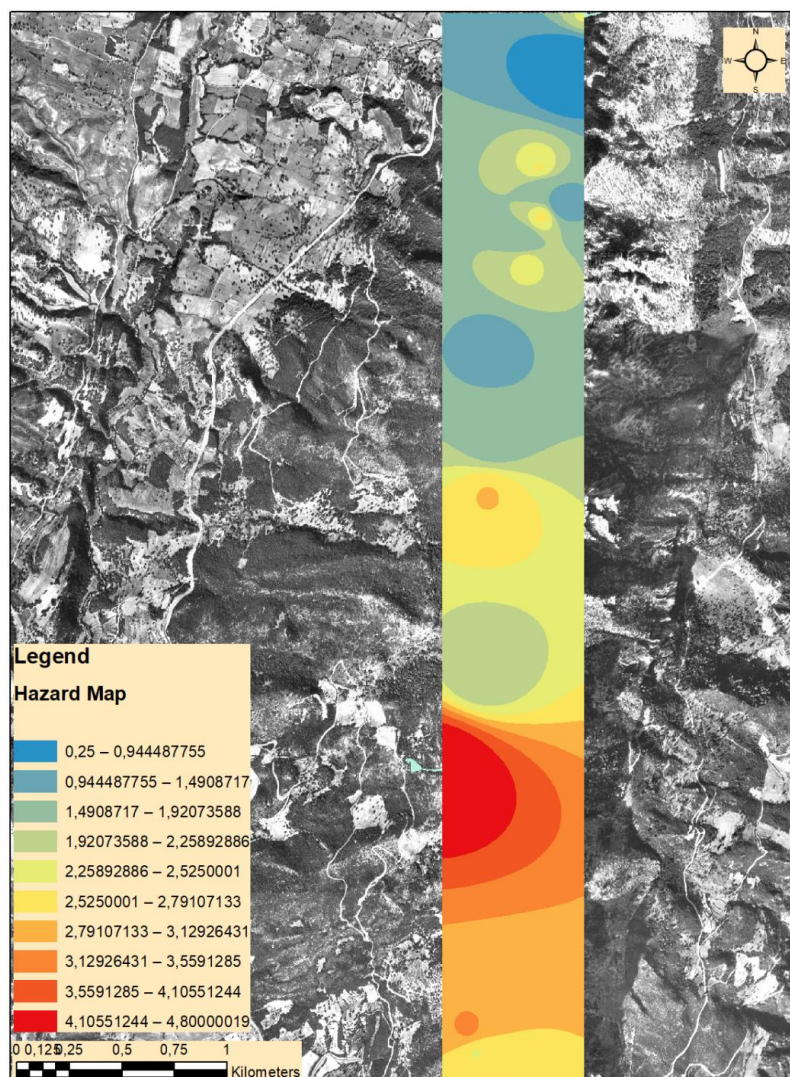 N
W E
S
Legend
Hazard Map
0,25 – 0,944487755
0,944487755 – 1,4908717
1,4908717 – 1,92073588
1,92073588 – 2,25892886
2,25892886 – 2,5250001
2,5250001 – 2,79107133
2,79107133 – 3,12926431
3,12926431 – 3,5591285
3,5591285 – 4,10551244
4,10551244 – 4,80000019
0 0,125 0,25 0,5 0,75 1
Kilometers